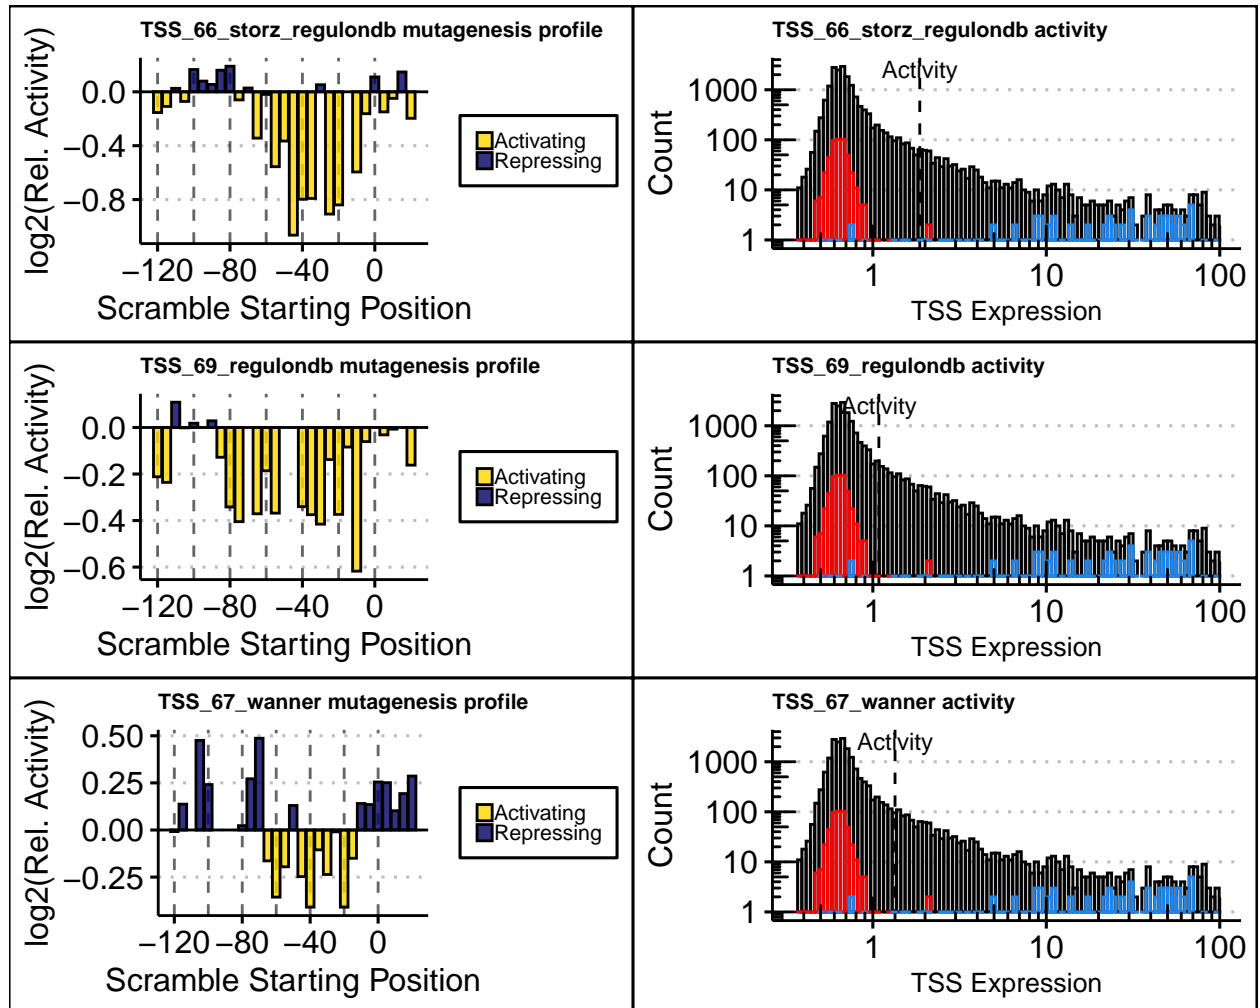 TSS_66_storz_regulondb mutagenesis profile
log2(Rel. Activity)
0.0
−0.4
−0.8
−120 −80 −40 0
Scramble Starting Position
Activating
Repressing
TSS_66_storz_regulondb activity
Activity
Count
1000
100
10
1
1 10 100
TSS Expression
TSS_69_regulondb mutagenesis profile
log2(Rel. Activity)
0.0
−0.2
−0.4
−0.6
−120 −80 −40 0
Scramble Starting Position
Activating
Repressing
TSS_69_regulondb activity
Activity
Count
1000
100
10
1
1 10 100
TSS Expression
TSS_67_wanner mutagenesis profile
log2(Rel. Activity)
0.50
0.25
0.00
−0.25
−120 −80 −40 0
Scramble Starting Position
Activating
Repressing
TSS_67_wanner activity
Activity
Count
1000
100
10
1
1 10 100
TSS Expression